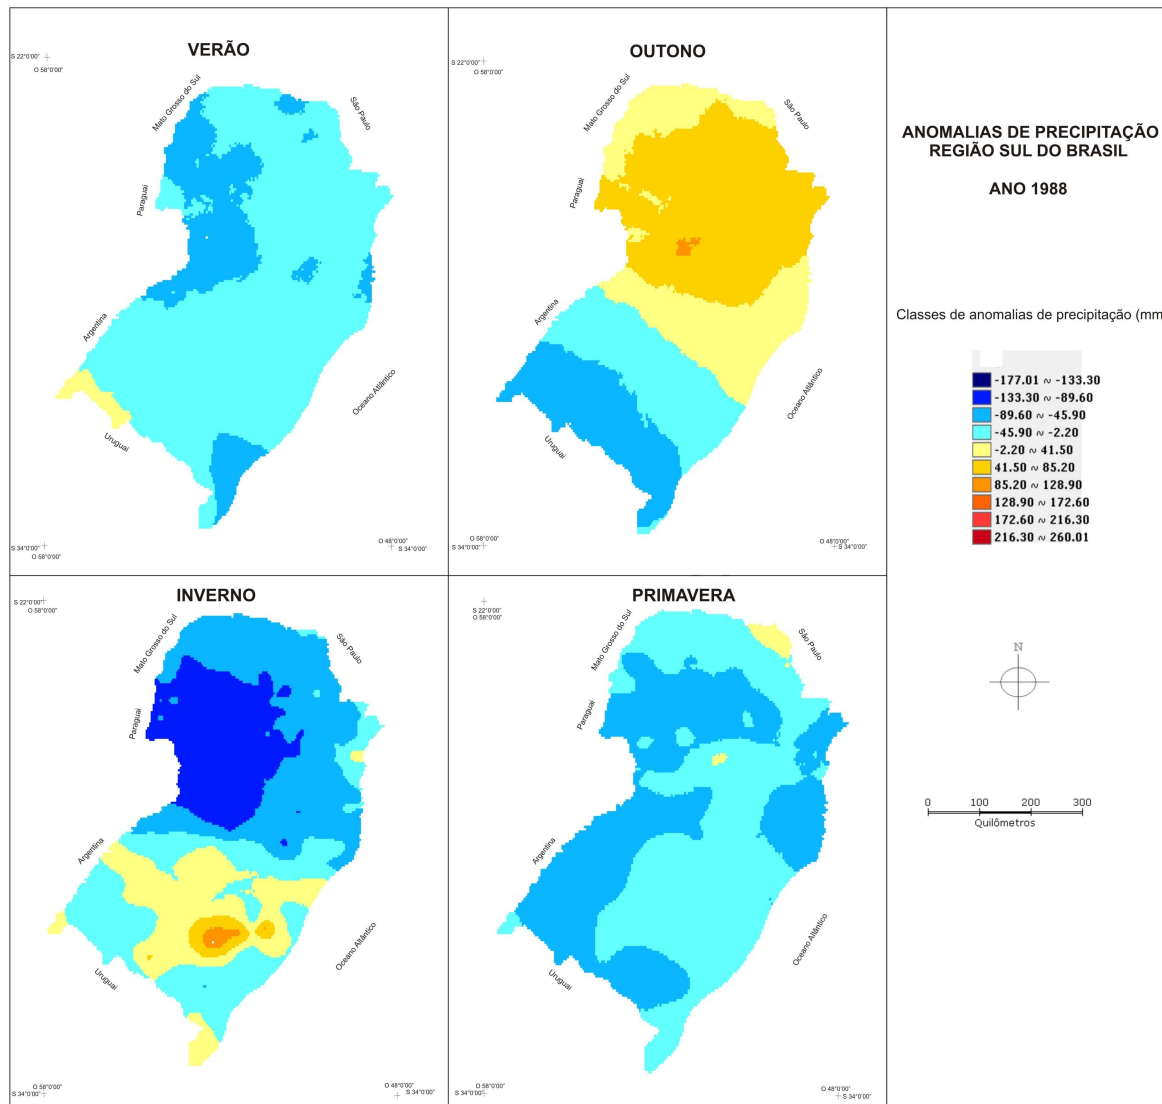 VERÃO
S 22°0'00"
O 58°0'00"
Mato Grosso do Sul
São Paulo
Paraguai
Argentina
Uruguai
Oceano Atlântico
S 34°0'00"
O 58°0'00"
O 48°0'00"
S 34°0'00"
OUTONO
S 22°0'00"
O 58°0'00"
Mato Grosso do Sul
São Paulo
Paraguai
Argentina
Uruguai
Oceano Atlântico
S 34°0'00"
O 58°0'00"
O 48°0'00"
S 34°0'00"
ANOMALIAS DE PRECIPITAÇÃO
REGIÃO SUL DO BRASIL
ANO 1988
Classes de anomalias de precipitação (mm
-177.01 ~ -133.30
-133.30 ~ -89.60
-89.60 ~ -45.90
-45.90 ~ -2.20
-2.20 ~ 41.50
41.50 ~ 85.20
85.20 ~ 128.90
128.90 ~ 172.60
172.60 ~ 216.30
216.30 ~ 260.01
N
0 100 200 300
Quilômetros
INVERNO
S 22°0'00"
O 58°0'00"
Mato Grosso do Sul
São Paulo
Paraguai
Argentina
Uruguai
Oceano Atlântico
O 58°0'00"
S 34°0'00"
O 48°0'00"
S 34°0'00"
PRIMAVERA
S 22°0'00"
O 58°0'00"
Mato Grosso do Sul
São Paulo
Paraguai
Argentina
Uruguai
Oceano Atlântico
O 58°0'00"
S 34°0'00"
O 48°0'00"
S 34°0'00"